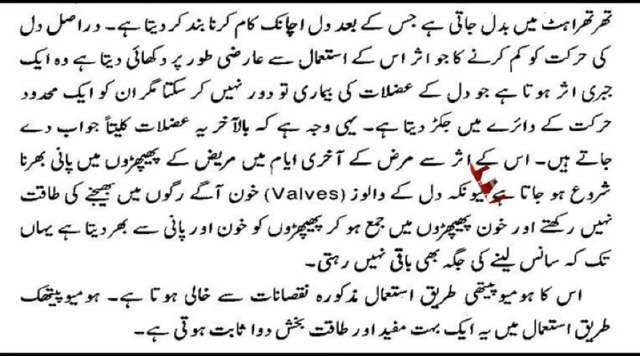 تھرتھراہٹ میں بدل جاتی ہے جس کے بعد دل اچانک کام کرنا بند کر دیتا ہے۔ دراصل دل
کی حرکت کو کم کرنے کا جو اثر اس کے استعمال سے عارضی طور پر دکھائی دیتا ہے وہ ایک
جبری اثر ہوتا ہے جو دل کے عضلات کی بیماری تو دور نہیں کر سکتا مگر ان کو ایک محدود
حرکت کے دائرے میں جکڑ دیتا ہے۔ یہی وجہ ہے کہ بالآخر یہ عضلات کلیتاً جواب دے
جاتے ہیں۔ اس کے اثر سے مرض کے آخری ایام میں مریض کے پھیپھڑوں میں پانی بھرنا
شروع ہو جاتا ہے کیونکہ دل کے والوز (Valves) خون آگے رگوں میں بھیجنے کی طاقت
نہیں رکھتے اور خون پھیپھڑوں میں جمع ہو کر پھیپھڑوں کو خون اور پانی سے بھر دیتا ہے یہاں
تک کہ سانس لینے کی جگہ بھی باقی نہیں رہتی۔
اس کا ہومیوپیتھی طریق استعمال مذکورہ نقصانات سے خالی ہوتا ہے۔ ہومیوپیتھک
طریق استعمال میں یہ ایک بہت مفید اور طاقت بخش دوا ثابت ہوتی ہے۔